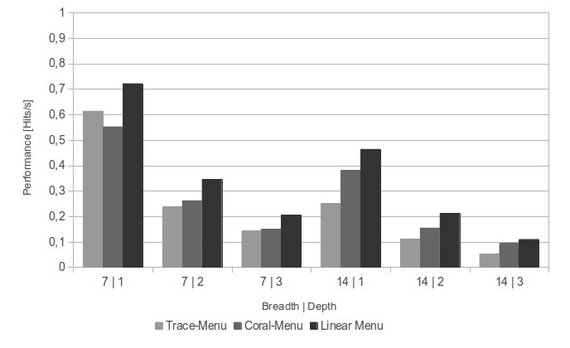 1
0,9
0,8
0,7
0,6
0,5
0,4
0,3
0,2
0,1
0
Performance [Hits/s]
7 | 1
7 | 2
7 | 3
14 | 1
14 | 2
14 | 3
Breadth | Depth
Trace-Menu
Coral-Menu
Linear Menu